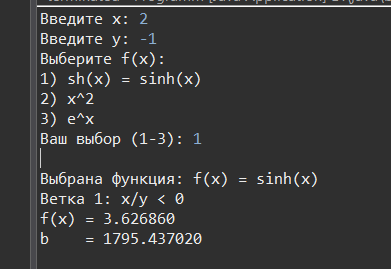 Введите x: 2
Введите y: -1
Выберите f(x):
1) sh(x) = sinh(x)
2) x^2
3) e^x
Ваш выбор (1-3): 1
Выбрана функция: f(x) = sinh(x)
Ветка 1: x/y < 0
f(x) = 3.626860
b    = 1795.437020